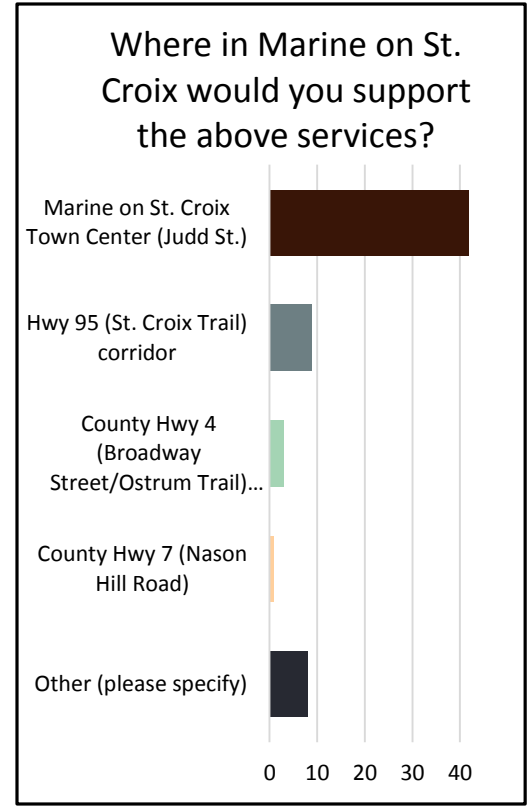 Where in Marine on St.
Croix would you support
the above services?
Marine on St. Croix
Town Center (Judd St.)
Hwy 95 (St. Croix Trail)
corridor
County Hwy 4
(Broadway
Street/Ostrum Trail)...
County Hwy 7 (Nason
Hill Road)
Other (please specify)
0 10 20 30 40